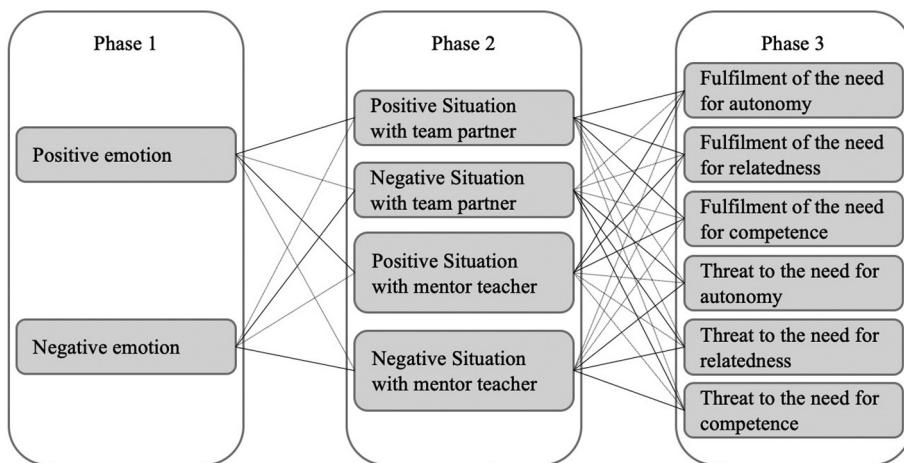 Phase 1
Positive emotion
Negative emotion
Phase 2
Positive Situation
with team partner
Negative Situation
with team partner
Positive Situation
with mentor teacher
Negative Situation
with mentor teacher
Phase 3
Fulfilment of the need
for autonomy
Fulfilment of the need
for relatedness
Fulfilment of the need
for competence
Threat to the need for
autonomy
Threat to the need for
relatedness
Threat to the need for
competence